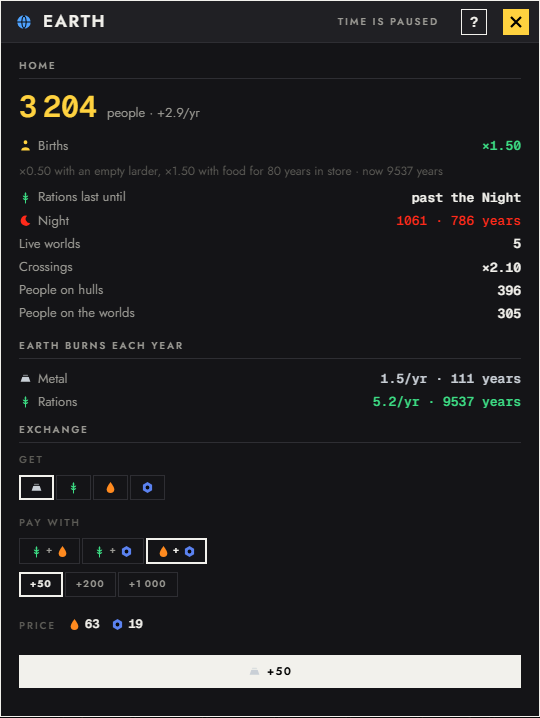 EARTH
TIME IS PAUSED
?
HOME
3 204 people · +2.9/yr
Births ×1.50
×0.50 with an empty larder, ×1.50 with food for 80 years in store · now 9537 years
Rations last until past the Night
Night 1061 · 786 years
Live worlds 5
Crossings ×2.10
People on hulls 396
People on the worlds 305
EARTH BURNS EACH YEAR
Metal 1.5/yr · 111 years
Rations 5.2/yr · 9537 years
EXCHANGE
GET
PAY WITH
+ + +
+50 +200 +1 000
PRICE 63 19
+50